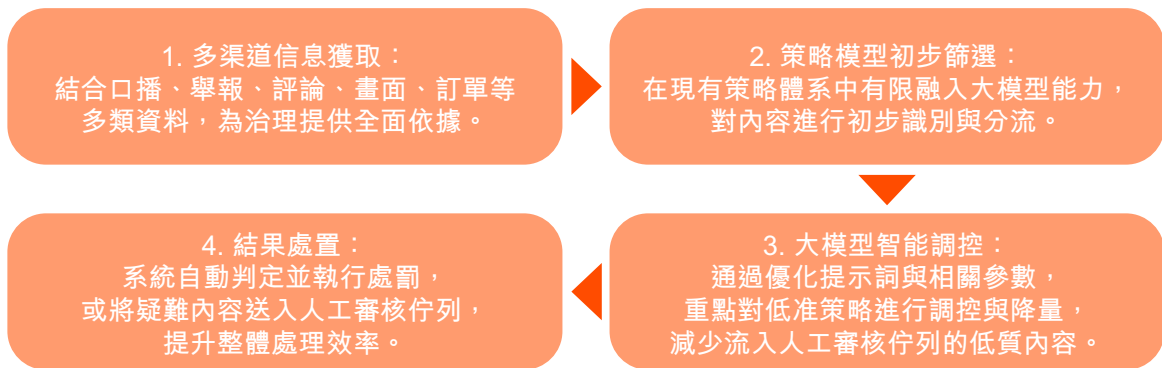 1. 多渠道信息獲取：
結合口播、舉報、評論、畫面、訂單等
多類資料，為治理提供全面依據。
2. 策略模型初步篩選：
在現有策略體系中有限融入大模型能力，
對內容進行初步識別與分流。
3. 大模型智能調控：
通過優化提示詞與相關參數，
重點對低准策略進行調控與降量，
減少流入人工審核佇列的低質內容。
4. 結果處置：
系統自動判定並執行處罰，
或將疑難內容送入人工審核佇列，
提升整體處理效率。